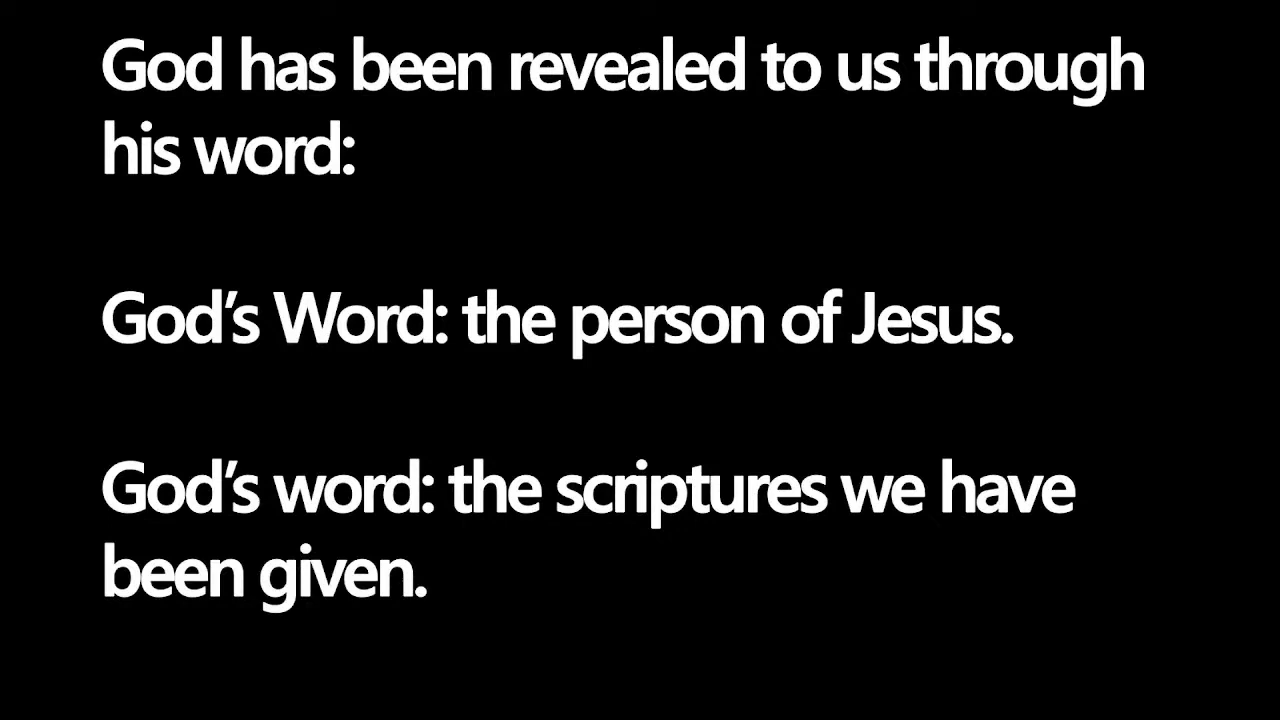 God has been revealed to us through
his word:
God’s Word: the person of Jesus.
God’s word: the scriptures we have
been given.